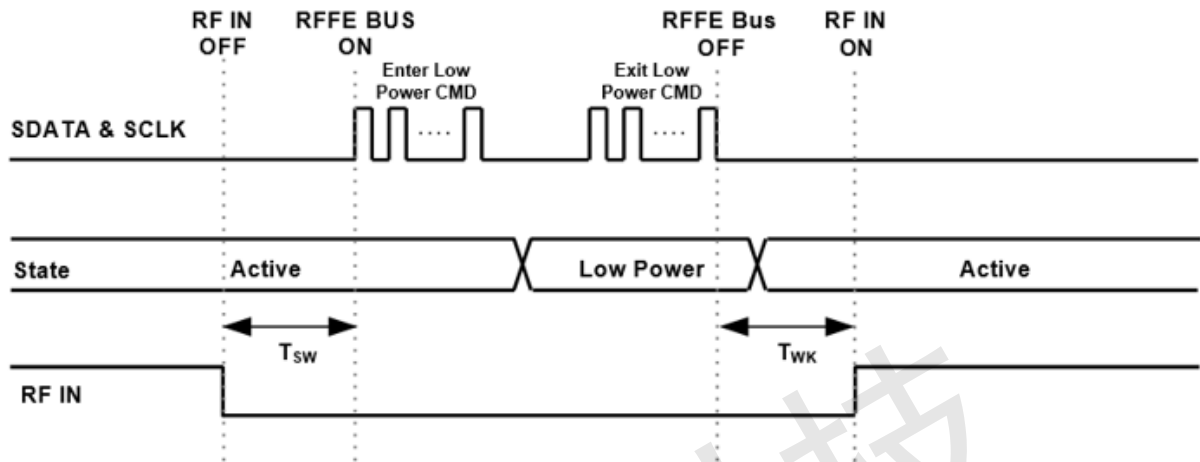 RF IN
OFF
RFFE BUS
ON
RFFE Bus
OFF
RF IN
ON
Enter Low
Power CMD
Exit Low
Power CMD
SDATA & SCLK
....
....
State
Active
Low Power
Active
TSW
TWK
RF IN
技